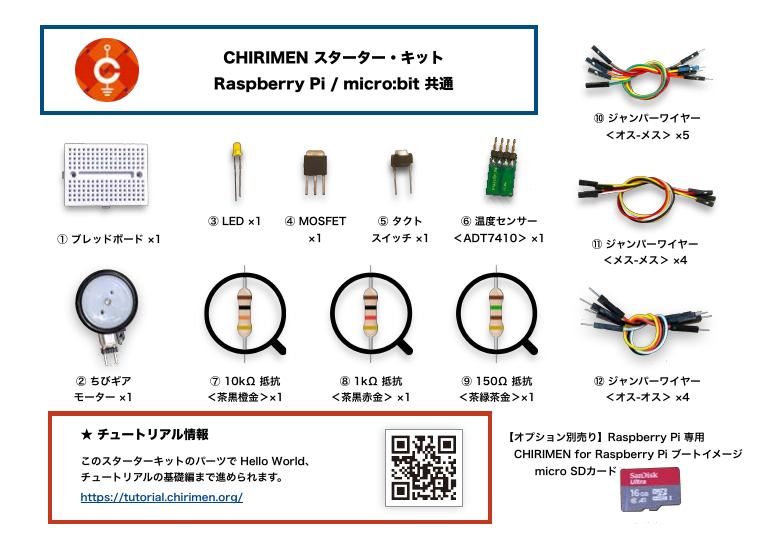 CHIRIMEN スターター・キット
Raspberry Pi / micro:bit 共通
① ブレッドボード ×1
③ LED ×1
④ MOSFET
×1
⑤ タクト
スイッチ ×1
⑥ 温度センサー
＜ADT7410＞ ×1
⑩ ジャンパーワイヤー
＜オス-メス＞ ×5
⑪ ジャンパーワイヤー
＜メス-メス＞ ×4
② ちびギア
モーター ×1
⑦ 10kΩ 抵抗
＜茶黒橙金＞×1
⑧ 1kΩ 抵抗
＜茶黒赤金＞ ×1
⑨ 150Ω 抵抗
＜茶緑茶金＞×1
⑫ ジャンパーワイヤー
＜オス-オス＞ ×4
★ チュートリアル情報
このスターターキットのパーツで Hello World、
チュートリアルの基礎編まで進められます。
https://tutorial.chirimen.org/
【オプション別売り】Raspberry Pi 専用
CHIRIMEN for Raspberry Pi ブートイメージ
micro SDカード
SanDisk
Ultra
16GB
A1